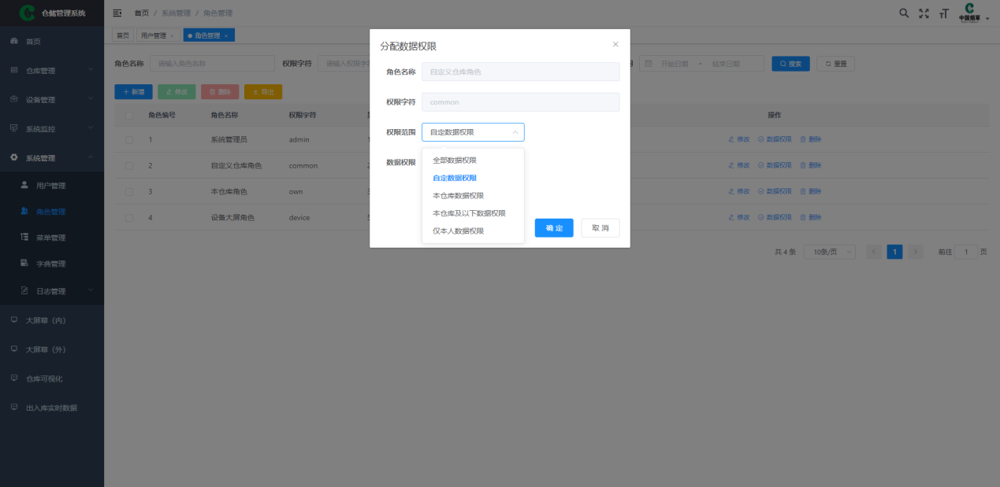 仓储管理系统
首页 / 系统管理 / 角色管理
首页
用户管理 ×
角色管理 ×
首页
仓库管理
设备管理
系统监控
系统管理
用户管理
角色管理
菜单管理
字典管理
日志管理
大屏幕（内）
大屏幕（外）
仓库可视化
出入库实时数据
中国烟草
角色名称 请输入角色名称
权限字符 请输入权限字
开始日期 - 结束日期
搜索 重置
新增 修改 删除 导出
角色编号 角色名称 权限字符 操作
1 系统管理员 admin 修改 数据权限 删除
2 自定义仓库角色 common 修改 数据权限 删除
3 本仓库角色 own 修改 数据权限 删除
4 设备大屏角色 device 修改 数据权限 删除
共 4 条 10条/页 < 1 > 前往 1 页
分配数据权限 ×
角色名称 自定义仓库角色
权限字符 common
权限范围 自定数据权限
数据权限
全部数据权限
自定数据权限
本仓库数据权限
本仓库及以下数据权限
仅本人数据权限
确 定 取 消